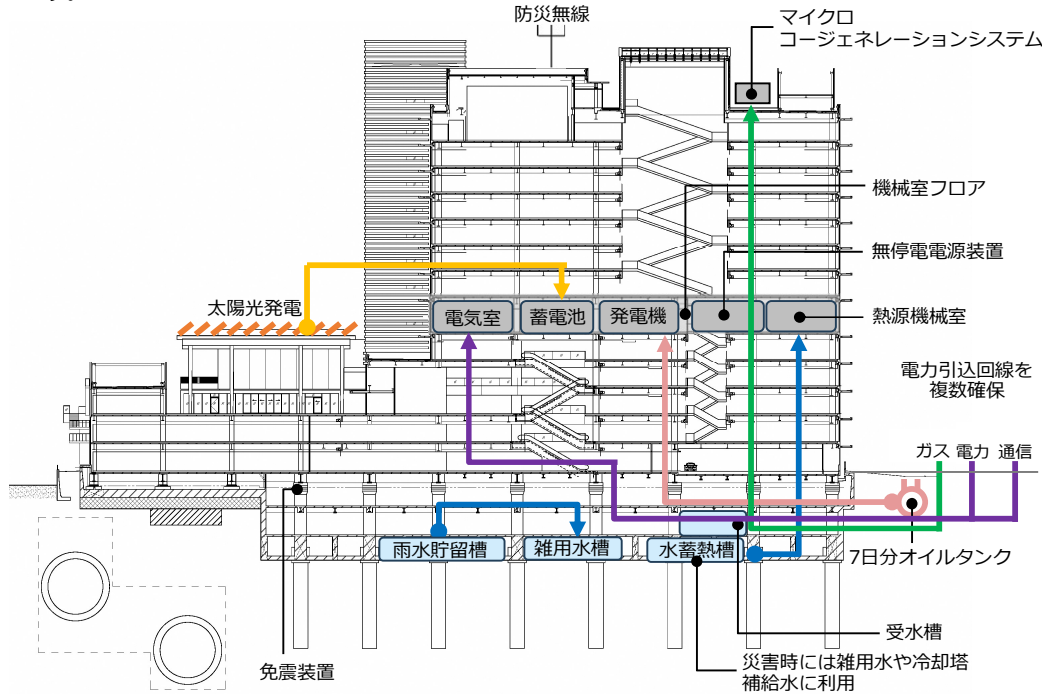 防災無線
マイクロ
コージェネレーションシステム
機械室フロア
無停電電源装置
太陽光発電
電気室
蓄電池
発電機
熱源機械室
電力引込回線を
複数確保
ガス
電力
通信
雨水貯留槽
雑用水槽
水蓄熱槽
7日分オイルタンク
受水槽
免震装置
災害時には雑用水や冷却塔
補給水に利用